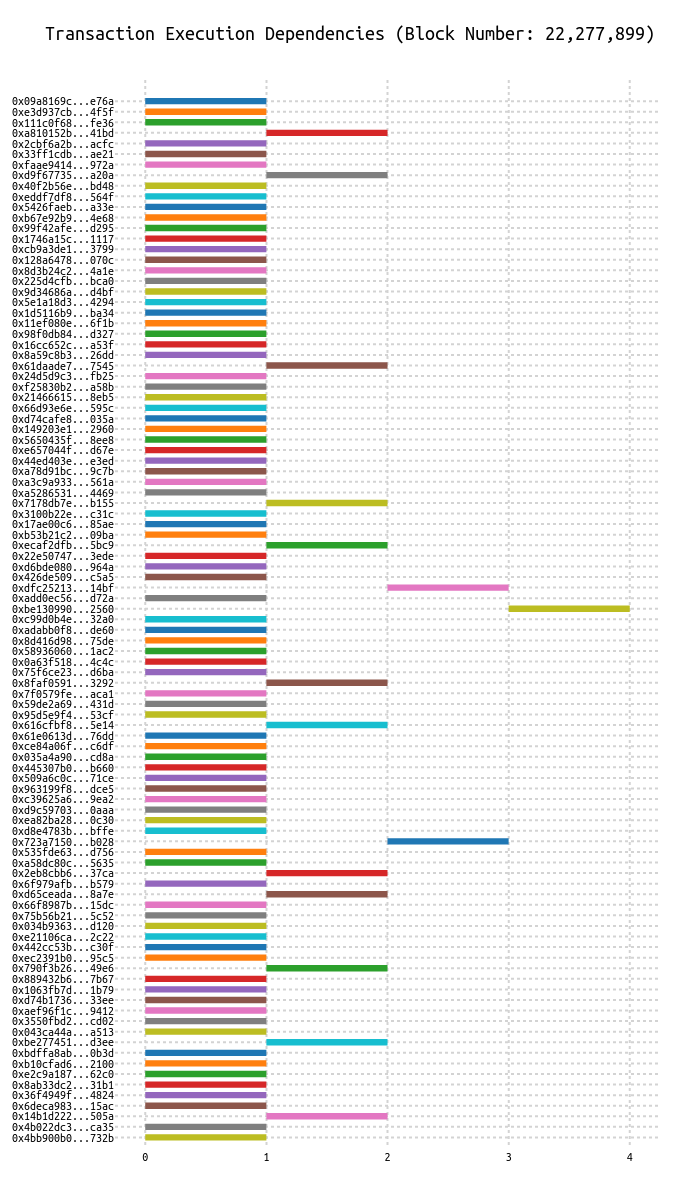 Transaction Execution Dependencies (Block Number: 22,277,899)
0x09a8169c...e76a
0xe3d937cb...4f5f
0x111c0f68...fe36
0xa810152b...41bd
0x2cbf6a2b...acfc
0x33ff1cdb...ae21
0xfaae9414...972a
0xd9f67735...a20a
0x40f2b56e...bd48
0xeddf7df8...564f
0x5426faeb...a33e
0xb67e92b9...4e68
0x99f42afe...d295
0x1746a15c...1117
0xcb9a3de1...3799
0x128a6478...070c
0x8d3b24c2...4a1e
0x225d4cfb...bca0
0x9d34686a...d4bf
0x5e1a18d3...4294
0x1d5116b9...ba34
0x11ef080e...6f1b
0x98f0db84...d327
0x16cc652c...a53f
0x8a59c8b3...26dd
0x61daade7...7545
0x24d5d9c3...fb25
0xf25830b2...a58b
0x21466615...8eb5
0x66d93e6e...595c
0xd74cafe8...035a
0x149203e1...2960
0x5650435f...8ee8
0xe657044f...d67e
0x44ed403e...e3ed
0xa78d91bc...9c7b
0xa3c9a933...561a
0xa5286531...4469
0x7178db7e...b155
0x3100b22e...c31c
0x17ae00c6...85ae
0xb53b21c2...09ba
0xecaf2dfb...5bc9
0x22e50747...3ede
0xd6bde080...964a
0x426de509...c5a5
0xdfc25213...14bf
0xadd0ec56...d72a
0xbe130990...2560
0xc99d0b4e...32a0
0xadabb0f8...de60
0x8d416d98...75de
0x58936060...1ac2
0x0a63f518...4c4c
0x75f6ce23...d6ba
0x8faf0591...3292
0x7f0579fe...aca1
0x59de2a69...431d
0x95d5e9f4...53cf
0x616cfbf8...5e14
0x61e0613d...76dd
0xce84a06f...c6df
0x035a4a90...cd8a
0x445307b0...b660
0x509a6c0c...71ce
0x963199f8...dce5
0xc39625a6...9ea2
0xd9c59703...0aaa
0xea82ba28...0c30
0xd8e4783b...bffe
0x723a7150...b028
0x535fde63...d756
0xa58dc80c...5635
0x2eb8cbb6...37ca
0x6f979afb...b579
0xd65ceada...8a7e
0x66f8987b...15dc
0x75b56b21...5c52
0x034b9363...d120
0xe21106ca...2c22
0x442cc53b...c30f
0xec2391b0...95c5
0x790f3b26...49e6
0x889432b6...7b67
0x1063fb7d...1b79
0xd74b1736...33ee
0xaef96f1c...9412
0x3550fbd2...cd02
0x043ca44a...a513
0xbe277451...d3ee
0xbdffa8ab...0b3d
0xb10cfad6...2100
0xe2c9a187...62c0
0x8ab33dc2...31b1
0x36f4949f...4824
0x6deca983...15ac
0x14b1d222...505a
0x4b022dc3...ca35
0x4bb900b0...732b
0 1 2 3 4